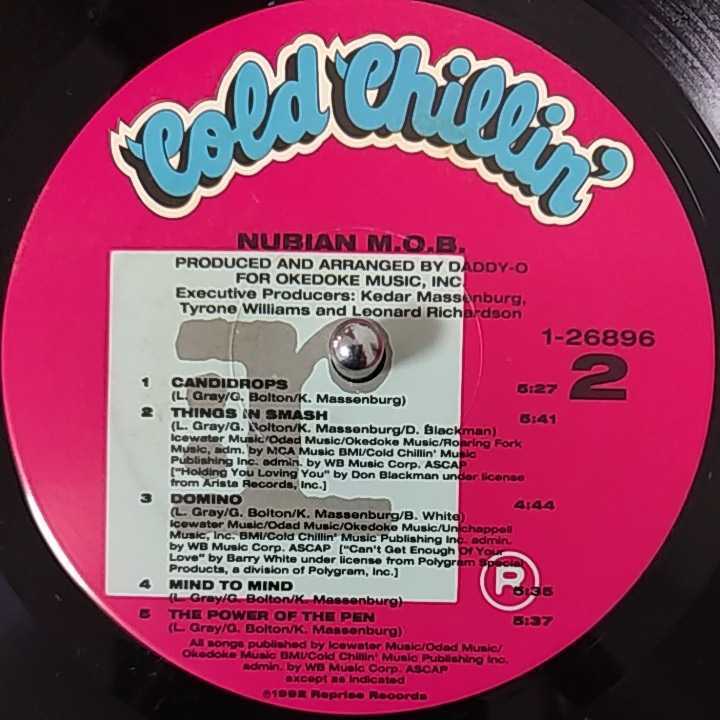 'Cold Chillin'
NUBIAN M.O.B.
PRODUCED AND ARRANGED BY DADDY-O
FOR OKEDOKE MUSIC, INC.
Executive Producers: Kedar Massenburg,
Tyrone Williams and Leonard Richardson
1-26896
2
1 CANDIDROPS 5:27
(L. Gray/G. Bolton/K. Massenburg)
2 THINGS IN SMASH 5:41
(L. Gray/G. Bolton/K. Massenburg/D. Blackman)
Icewater Music/Odad Music/Okedoke Music/Roaring Fork
Music, adm. by MCA Music BMI/Cold Chillin' Music
Publishing Inc. admin. by WB Music Corp. ASCAP
["Holding You Loving You" by Don Blackman under license
from Arista Records, Inc.]
3 DOMINO 4:44
(L. Gray/G. Bolton/K. Massenburg/B. White)
Icewater Music/Odad Music/Okedoke Music/Unichappell
Music, Inc. BMI/Cold Chillin' Music Publishing Inc. admin.
by WB Music Corp. ASCAP ["Can't Get Enough Of Your
Love" by Barry White under license from Polygram Special
Products, a division of Polygram, Inc.]
4 MIND TO MIND 5:35
(L. Gray/G. Bolton/K. Massenburg)
5 THE POWER OF THE PEN 5:37
(L. Gray/G. Bolton/K. Massenburg)
R
All songs published by Icewater Music/Odad Music/
Okedoke Music BMI/Cold Chillin' Music Publishing Inc.
admin. by WB Music Corp. ASCAP
except as indicated
©1992 Reprise Records